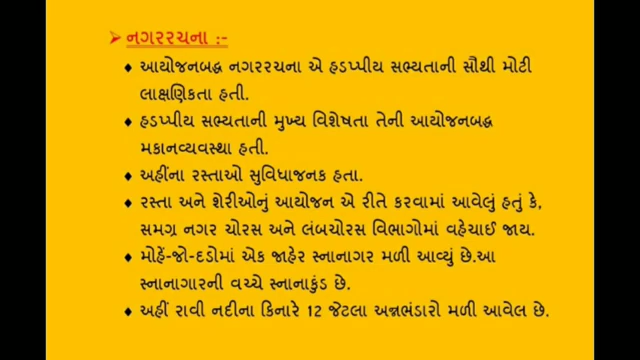 ➢ નગરરચના :-
♦ આયોજનબદ્ધ નગરરચના એ હડપ્પીય સભ્યતાની સૌથી મોટી
લાક્ષણિકતા હતી.
♦ હડપ્પીય સભ્યતાની મુખ્ય વિશેષતા તેની આયોજનબદ્ધ
મકાનવ્યવસ્થા હતી.
♦ અહીંના રસ્તાઓ સુવિધાજનક હતા.
♦ રસ્તા અને શેરીઓનું આયોજન એ રીતે કરવામાં આવેલું હતું કે,
સમગ્ર નગર ચોરસ અને લંબચોરસ વિભાગોમાં વહેચાઈ જાય.
♦ મોહેં-જો-દડોમાં એક જાહેર સ્નાનાગર મળી આવ્યું છે.આ
સ્નાનાગારની વચ્ચે સ્નાનાકુંડ છે.
♦ અહીં રાવી નદીના કિનારે 12 જેટલા અન્નભંડારો મળી આવેલ છે.